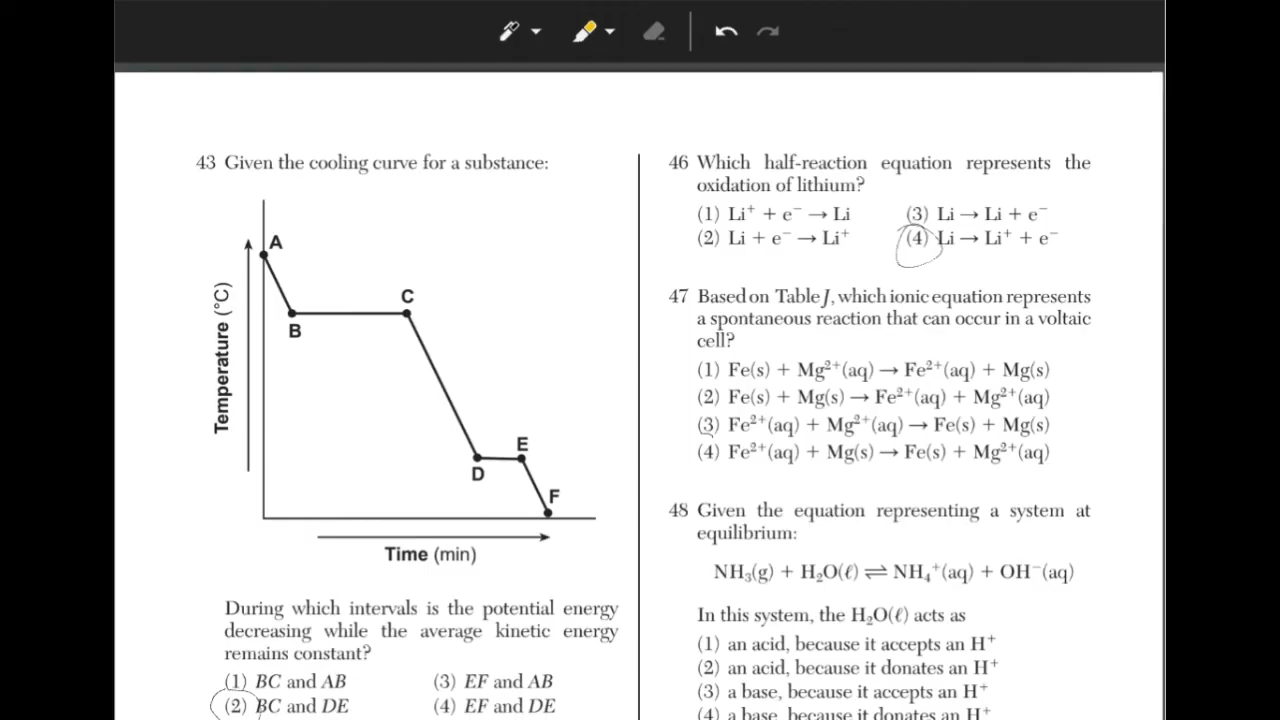 43 Given the cooling curve for a substance:
A
B
C
D
E
F
Temperature (°C)
Time (min)
During which intervals is the potential energy
decreasing while the average kinetic energy
remains constant?
(1) BC and AB
(3) EF and AB
(2) BC and DE
(4) EF and DE
46 Which half-reaction equation represents the
oxidation of lithium?
(1) Li⁺ + e⁻ → Li
(3) Li → Li + e⁻
(2) Li + e⁻ → Li⁺
(4) Li → Li⁺ + e⁻
47 Based on Table J, which ionic equation represents
a spontaneous reaction that can occur in a voltaic
cell?
(1) Fe(s) + Mg²⁺(aq) → Fe²⁺(aq) + Mg(s)
(2) Fe(s) + Mg(s) → Fe²⁺(aq) + Mg²⁺(aq)
(3) Fe²⁺(aq) + Mg²⁺(aq) → Fe(s) + Mg(s)
(4) Fe²⁺(aq) + Mg(s) → Fe(s) + Mg²⁺(aq)
48 Given the equation representing a system at
equilibrium:
NH₃(g) + H₂O(ℓ) ⇌ NH₄⁺(aq) + OH⁻(aq)
In this system, the H₂O(ℓ) acts as
(1) an acid, because it accepts an H⁺
(2) an acid, because it donates an H⁺
(3) a base, because it accepts an H⁺
(4) a base, because it donates an H⁺